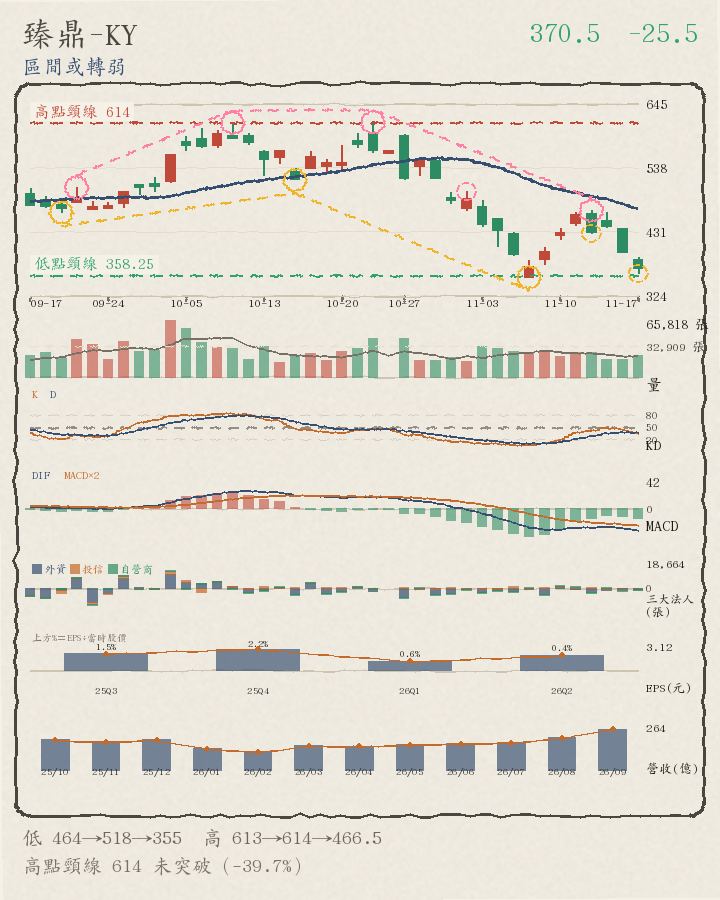 臻鼎-KY
370.5 -25.5
區間或轉弱
高點頸線 614
645
538
431
低點頸線 358.25
324
09-17 09-24 10-05 10-13 10-20 10-27 11-03 11-10 11-17
65,818 張
32,909 張
量
K D
80
50
20
KD
DIF MACD×2
42
0
MACD
18,664
外資 投信 自營商
0
三大法人
(張)
上方%=EPS÷當時股價
1.5% 2.2% 0.6% 0.4%
3.12
25Q3 25Q4 26Q1 26Q2
EPS(元)
264
25/10 25/11 25/12 26/01 26/02 26/03 26/04 26/05 26/06 26/07 26/08 26/09
營收(億)
低 464→518→355 高 613→614→466.5
高點頸線 614 未突破 (-39.7%)